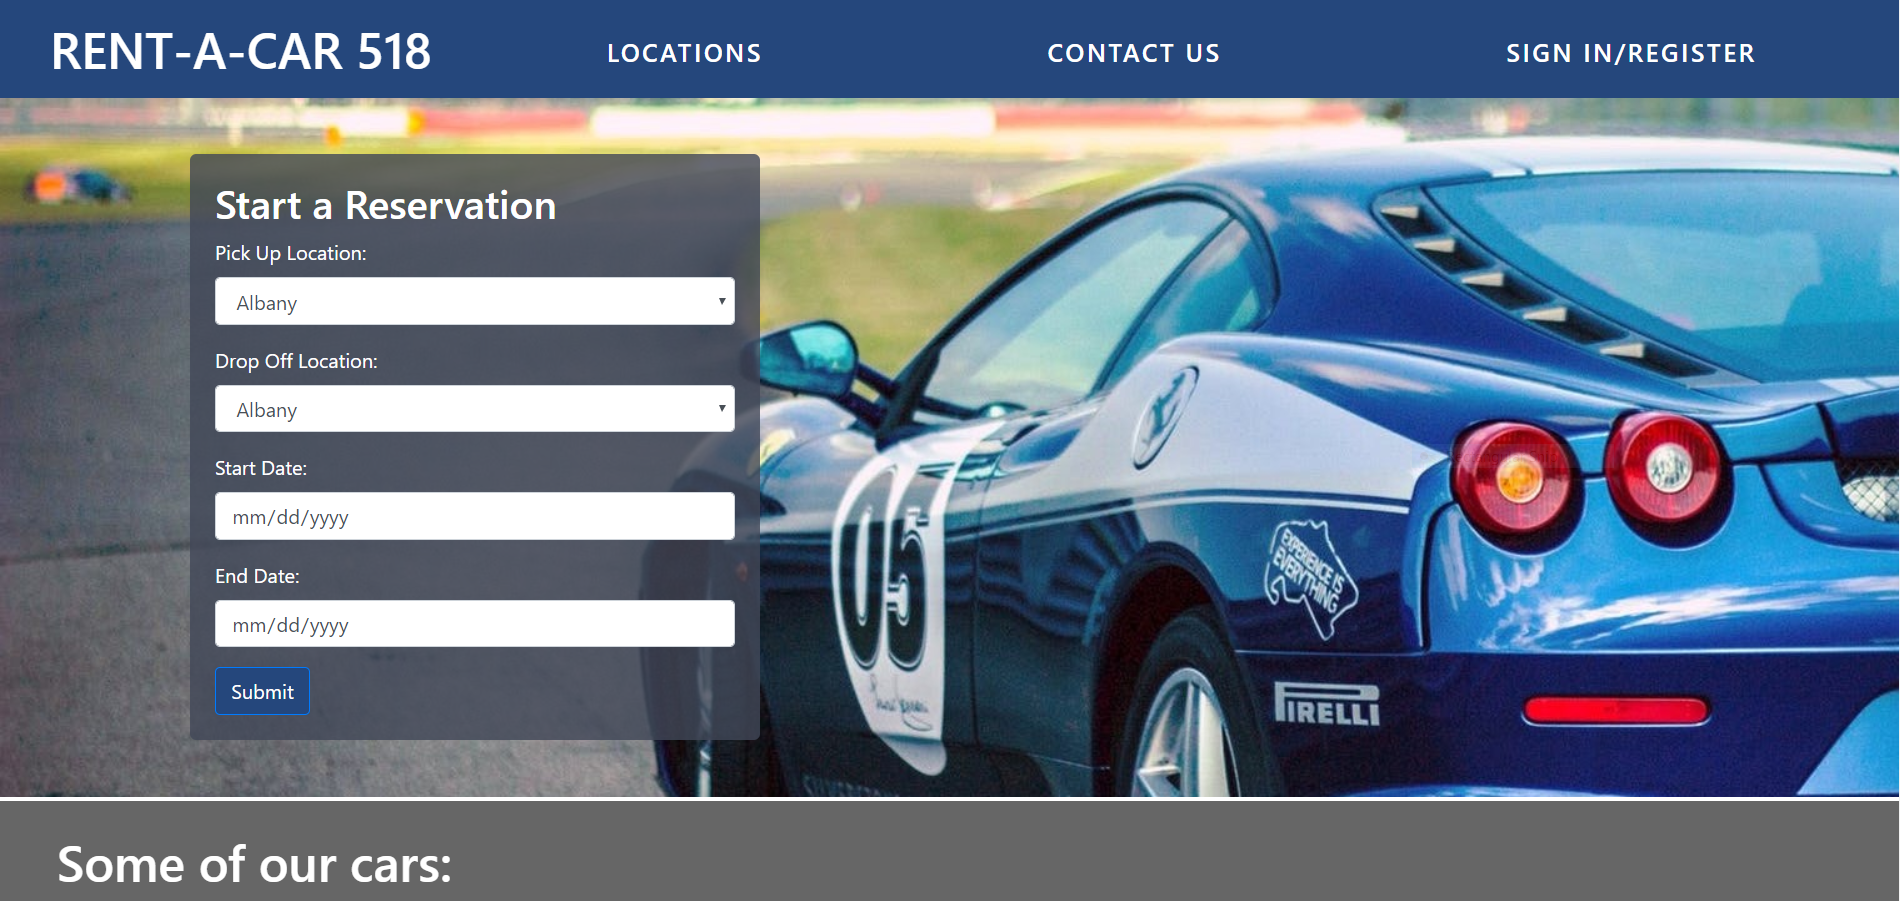 RENT-A-CAR 518
LOCATIONS
CONTACT US
SIGN IN/REGISTER
Start a Reservation
Pick Up Location:
Albany
Drop Off Location:
Albany
Start Date:
mm/dd/yyyy
End Date:
mm/dd/yyyy
Submit
05
EXPERIENCE IS
EVERYTHING
PIRELLI
Some of our cars: